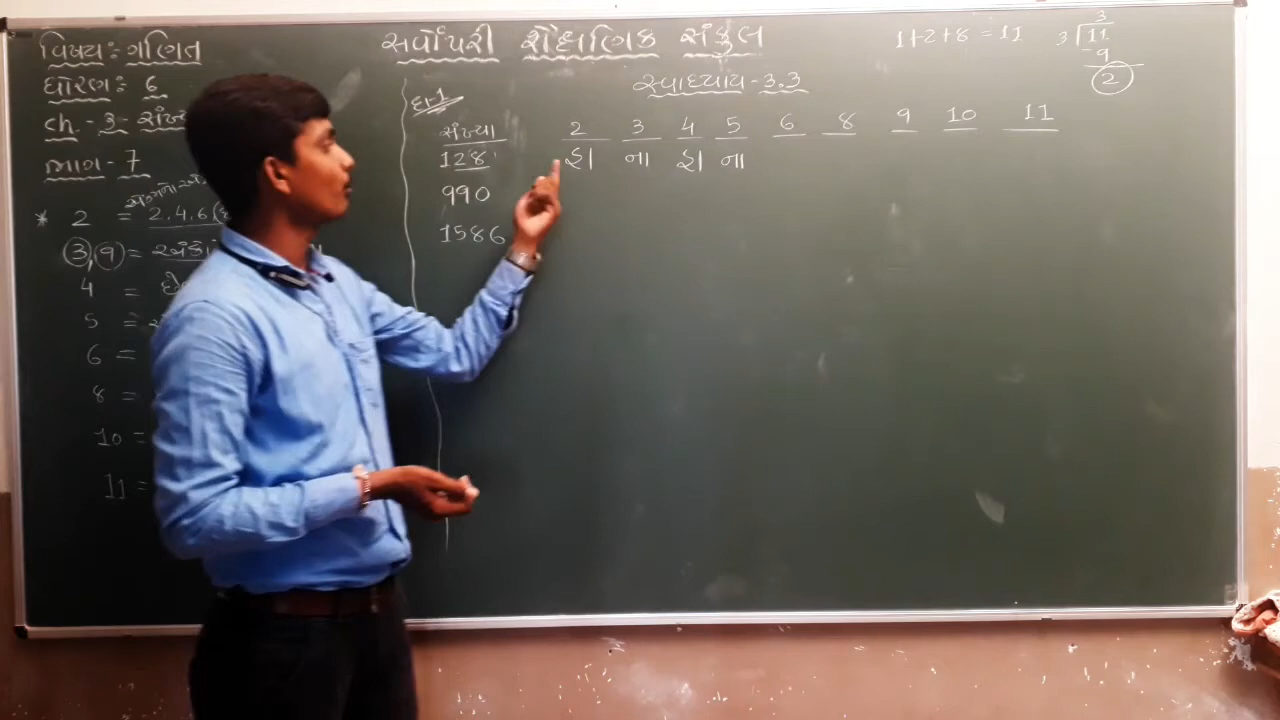 વિષય : ગણિત
ધોરણ : 6
ch. - 3 -
ભાગ - 7
* 2 = 2.4.6
3,9 =
4 =
5 =
6 =
8 =
10 =
11 =
સર્વોપરી શૈક્ષણિક સંકુલ
સ્વાધ્યાય - 3.3
દા-1
સંખ્યા 2 3 4 5 6 8 9 10 11
128 હા ના હા ના
990
1586
1+2+8 = 11
3
3 11
-9
2